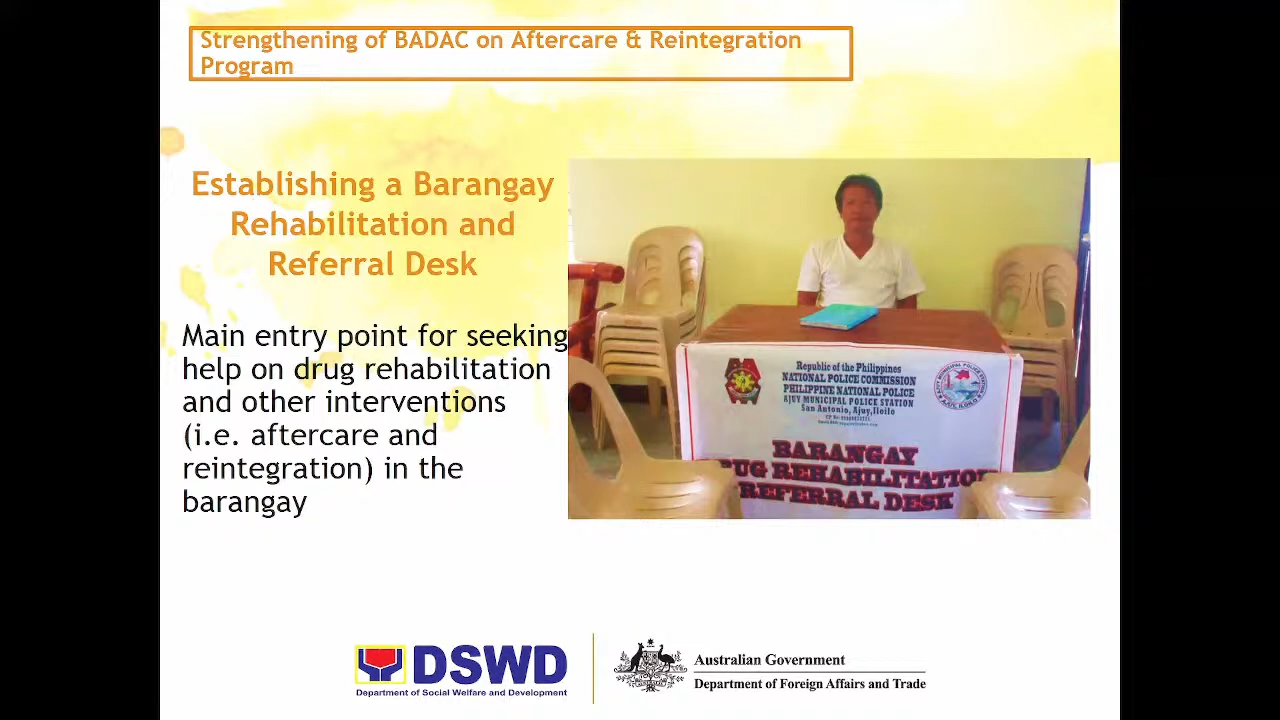 Strengthening of BADAC on Aftercare & Reintegration
Program
Establishing a Barangay
Rehabilitation and
Referral Desk
Main entry point for seeking
help on drug rehabilitation
and other interventions
(i.e. aftercare and
reintegration) in the
barangay
Republic of the Philippines
NATIONAL POLICE COMMISSION
PHILIPPINE NATIONAL POLICE
AJUY MUNICIPAL POLICE STATION
San Antonio, Ajuy, Iloilo
BARANGAY
REHABILITATION
REFERRAL DESK
DSWD
Department of Social Welfare and Development
Australian Government
Department of Foreign Affairs and Trade